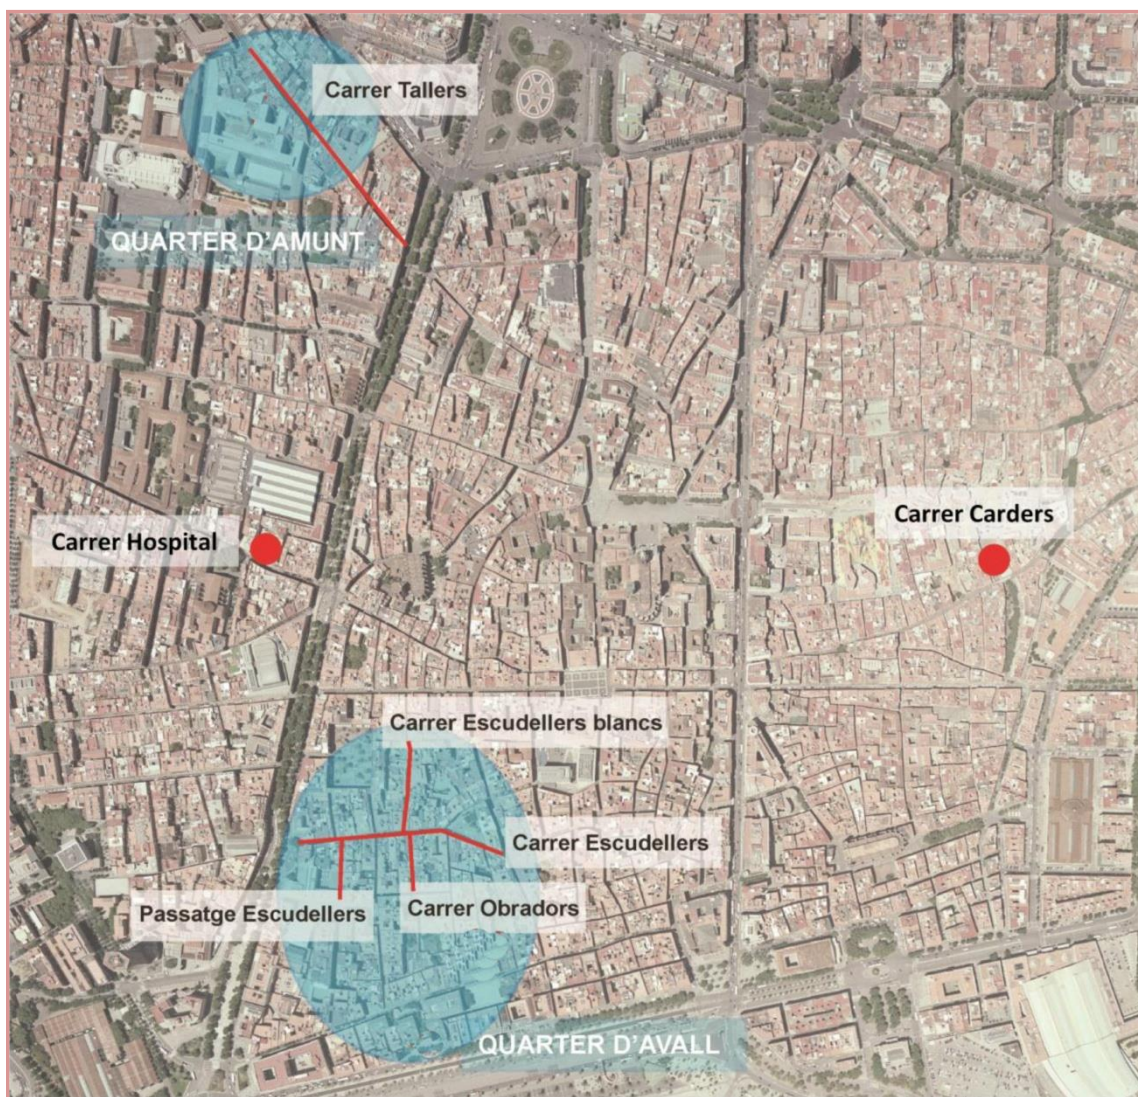 Carrer Tallers
QUARTER D'AMUNT
Carrer Carders
Carrer Hospital
Carrer Escudellers blancs
Carrer Escudellers
Passatge Escudellers
Carrer Obradors
QUARTER D'AVALL